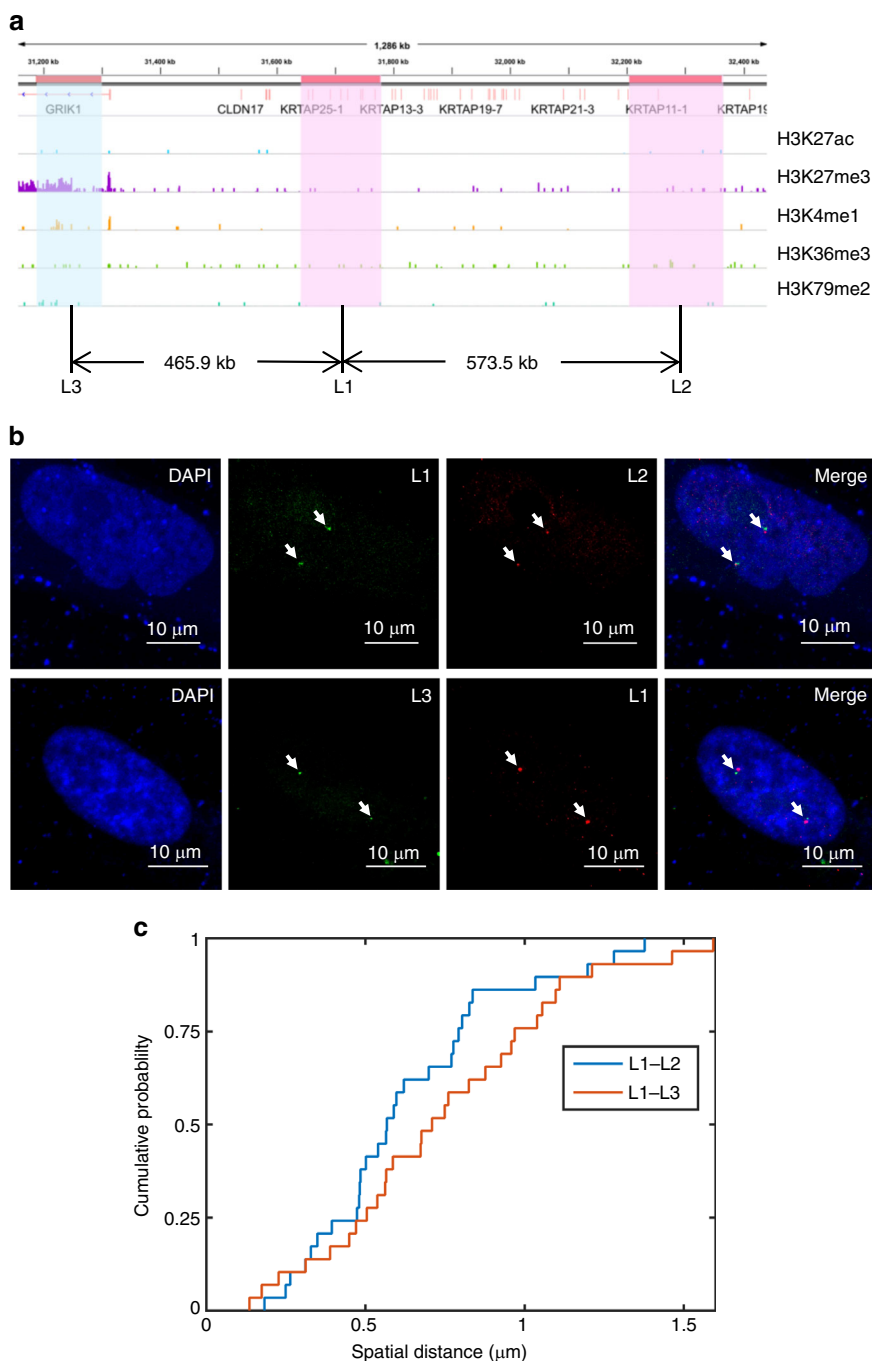 a
1,286 kb
31,200 kb 31,400 kb 31,600 kb 31,800 kb 32,000 kb 32,200 kb 32,400 kb
GRIK1 CLDN17 KRTAP25-1 KRTAP13-3 KRTAP19-7 KRTAP21-3 KRTAP11-1 KRTAP19
H3K27ac
H3K27me3
H3K4me1
H3K36me3
H3K79me2
465.9 kb 573.5 kb
L3 L1 L2
b
DAPI L1 L2 Merge
10 μm 10 μm 10 μm 10 μm
DAPI L3 L1 Merge
10 μm 10 μm 10 μm 10 μm
c
1
0.75
0.5
0.25
0
Cumulative probablilty
L1–L2
L1–L3
0 0.5 1 1.5
Spatial distance (μm)